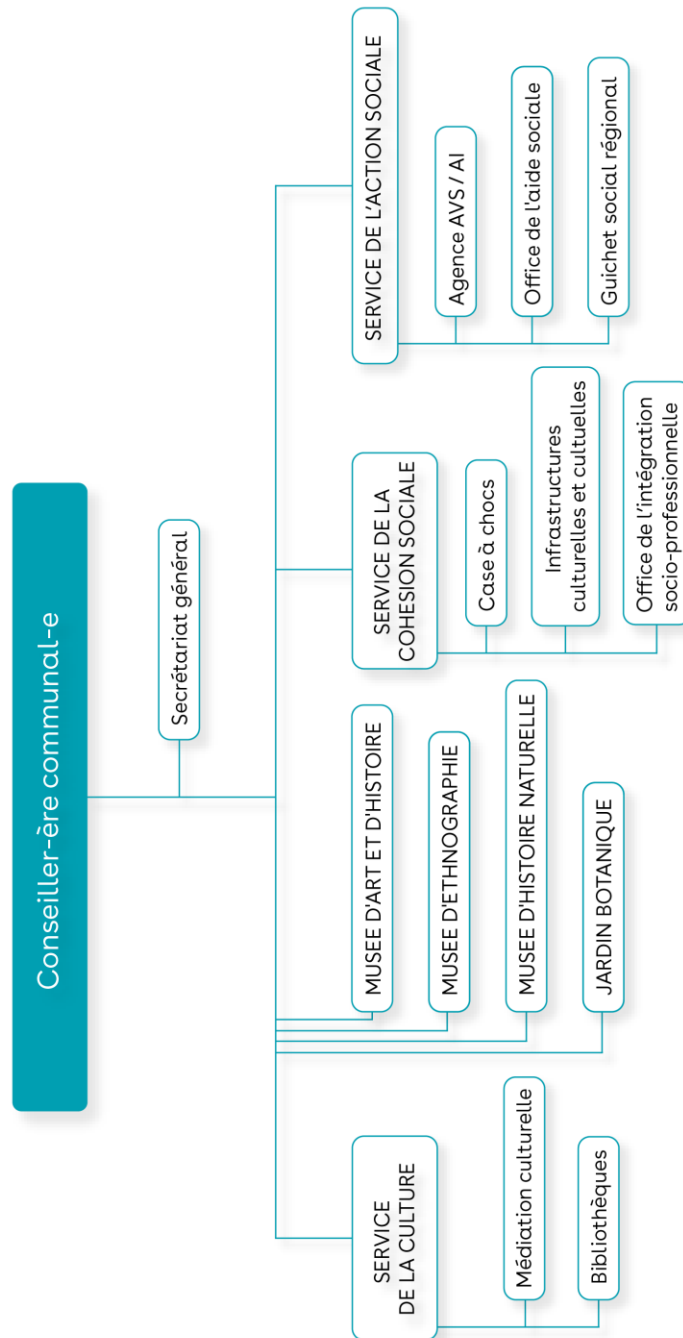 Conseiller-ère communal-e
Secrétariat général
SERVICE
DE LA CULTURE
Médiation culturelle
Bibliothèques
MUSEE D'ART ET D'HISTOIRE
MUSEE D'ETHNOGRAPHIE
MUSEE D'HISTOIRE NATURELLE
JARDIN BOTANIQUE
SERVICE DE LA
COHESION SOCIALE
Case à chocs
Infrastructures
culturelles et cultuelles
Office de l'intégration
socio-professionnelle
SERVICE DE L'ACTION SOCIALE
Agence AVS / AI
Office de l'aide sociale
Guichet social régional